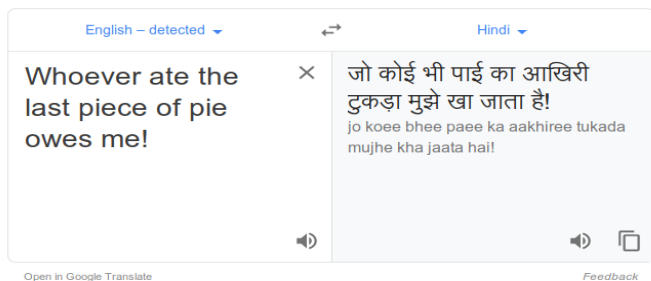 English – detected
Hindi
Whoever ate the
last piece of pie
owes me!
जो कोई भी पाई का आखिरी
टुकड़ा मुझे खा जाता है!
jo koee bhee paee ka aakhiree tukada
mujhe kha jaata hai!
Open in Google Translate
Feedback